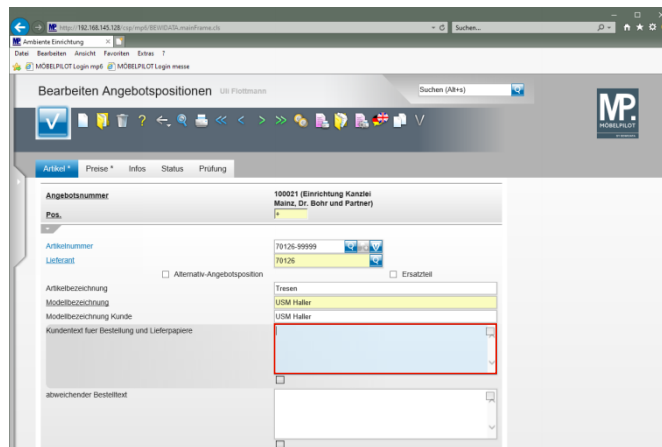 http://192.168.145.128/csp/mp6/BEWIDATA.mainFrame.cls
Suchen...
Ambiente Einrichtung
Datei Bearbeiten Ansicht Favoriten Extras ?
MÖBELPILOT Login mp6 MÖBELPILOT Login messe
Bearbeiten Angebotspositionen Uli Plottmann
Suchen (Alt+s)
MP.
MÖBELPILOT
Artikel * Preise * Infos Status Prüfung
Angebotsnummer 100021 (Einrichtung Kanzlei
Mainz, Dr. Bohr und Partner)
Pos. +
Artikelnummer 70126-99999
Lieferant 70126
Alternativ-Angebotsposition Ersatzteil
Artikelbezeichnung Tresen
Modellbezeichnung USM Haller
Modellbezeichnung Kunde USM Haller
Kundentext fuer Bestellung und Lieferpapiere
abweichender Bestelltext